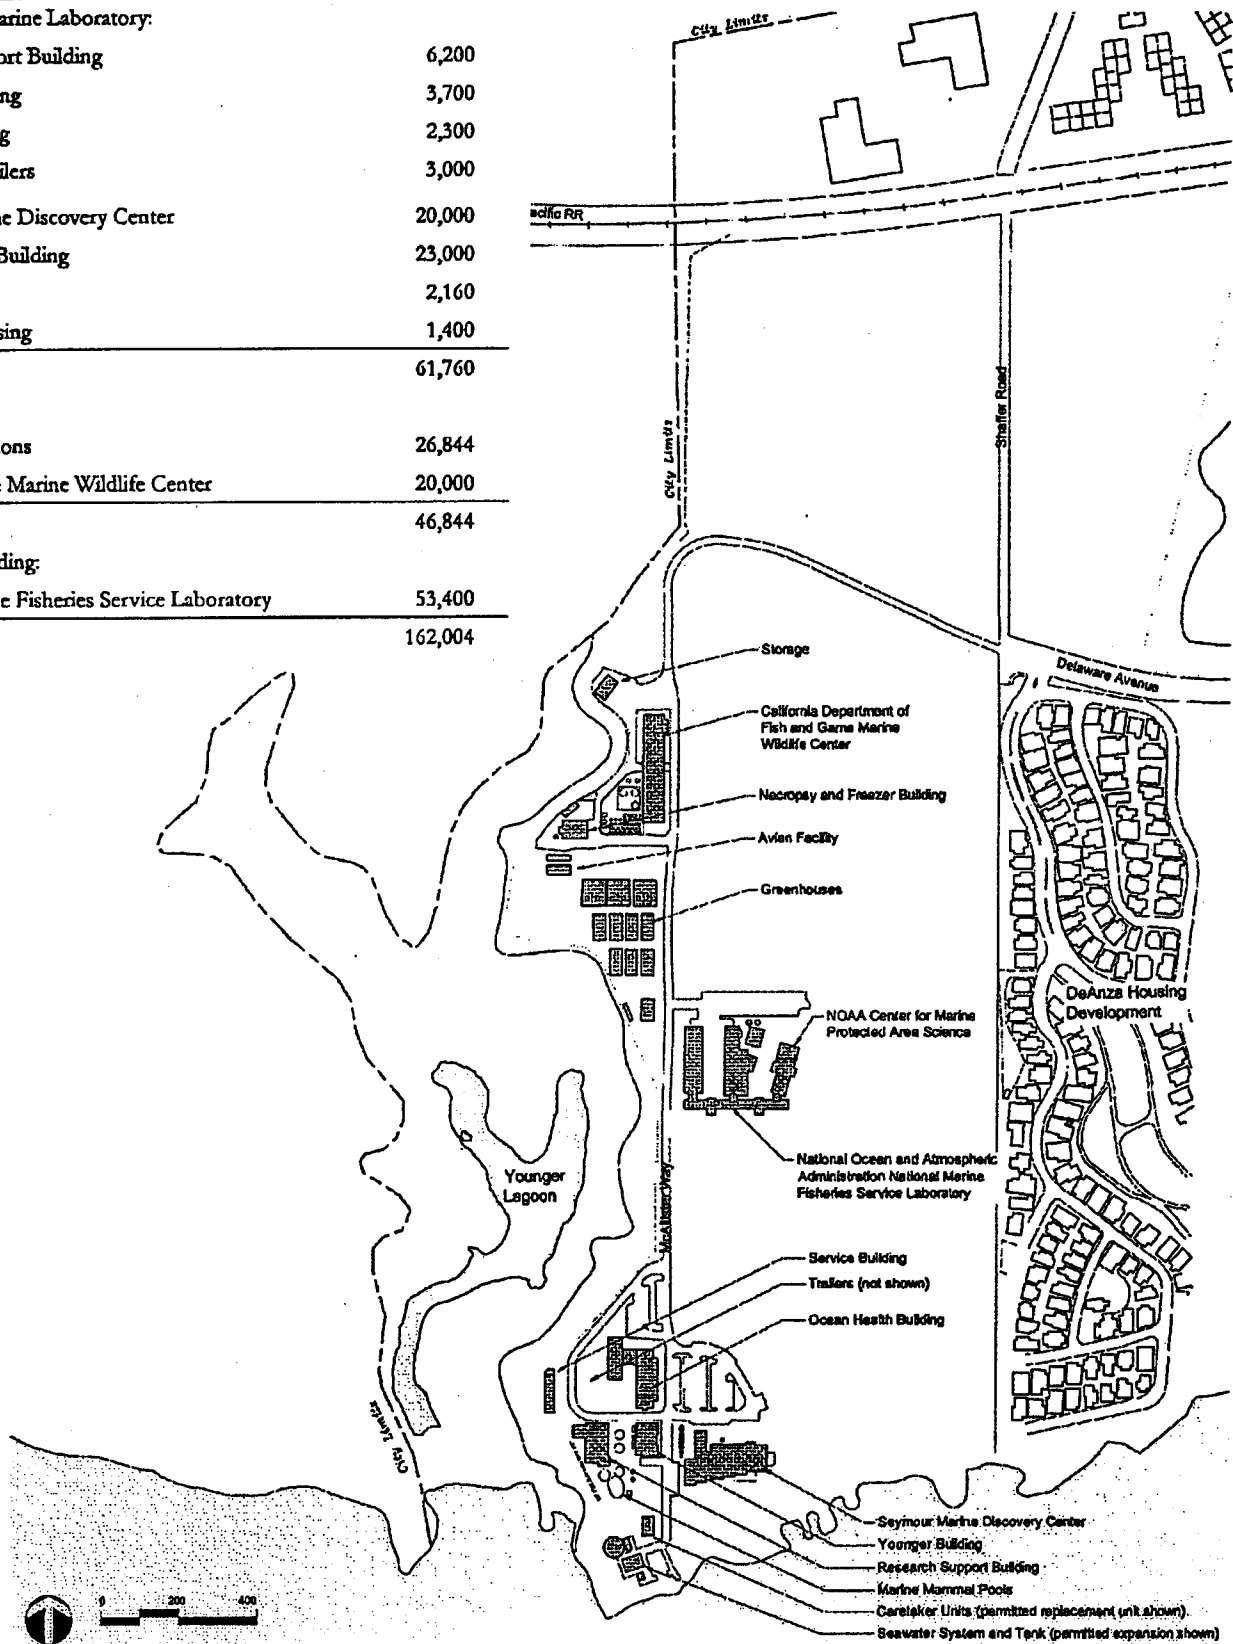 arine Laboratory:
ort Building 6,200
ng 3,700
g 2,300
ilers 3,000
ne Discovery Center 20,000
Building 23,000
2,160
sing 1,400
61,760
ons 26,844
e Marine Wildlife Center 20,000
46,844
ding:
e Fisheries Service Laboratory 53,400
162,004
City Limits
acific RR
City Limits
Shaffer Road
Delaware Avenue
Storage
California Department of
Fish and Game Marine
Wildlife Center
Necropsy and Freezer Building
Avian Facility
Greenhouses
NOAA Center for Marine
Protected Area Science
DeAnza Housing
Development
National Ocean and Atmospheric
Administration National Marine
Fisheries Service Laboratory
Younger
Lagoon
McAllister Way
Service Building
Trailers (not shown)
Ocean Health Building
City Limits
Seymour Marine Discovery Center
Younger Building
Research Support Building
Marine Mammal Pools
Caretaker Units (permitted replacement unit shown)
Seawater System and Tank (permitted expansion shown)
0 200 400